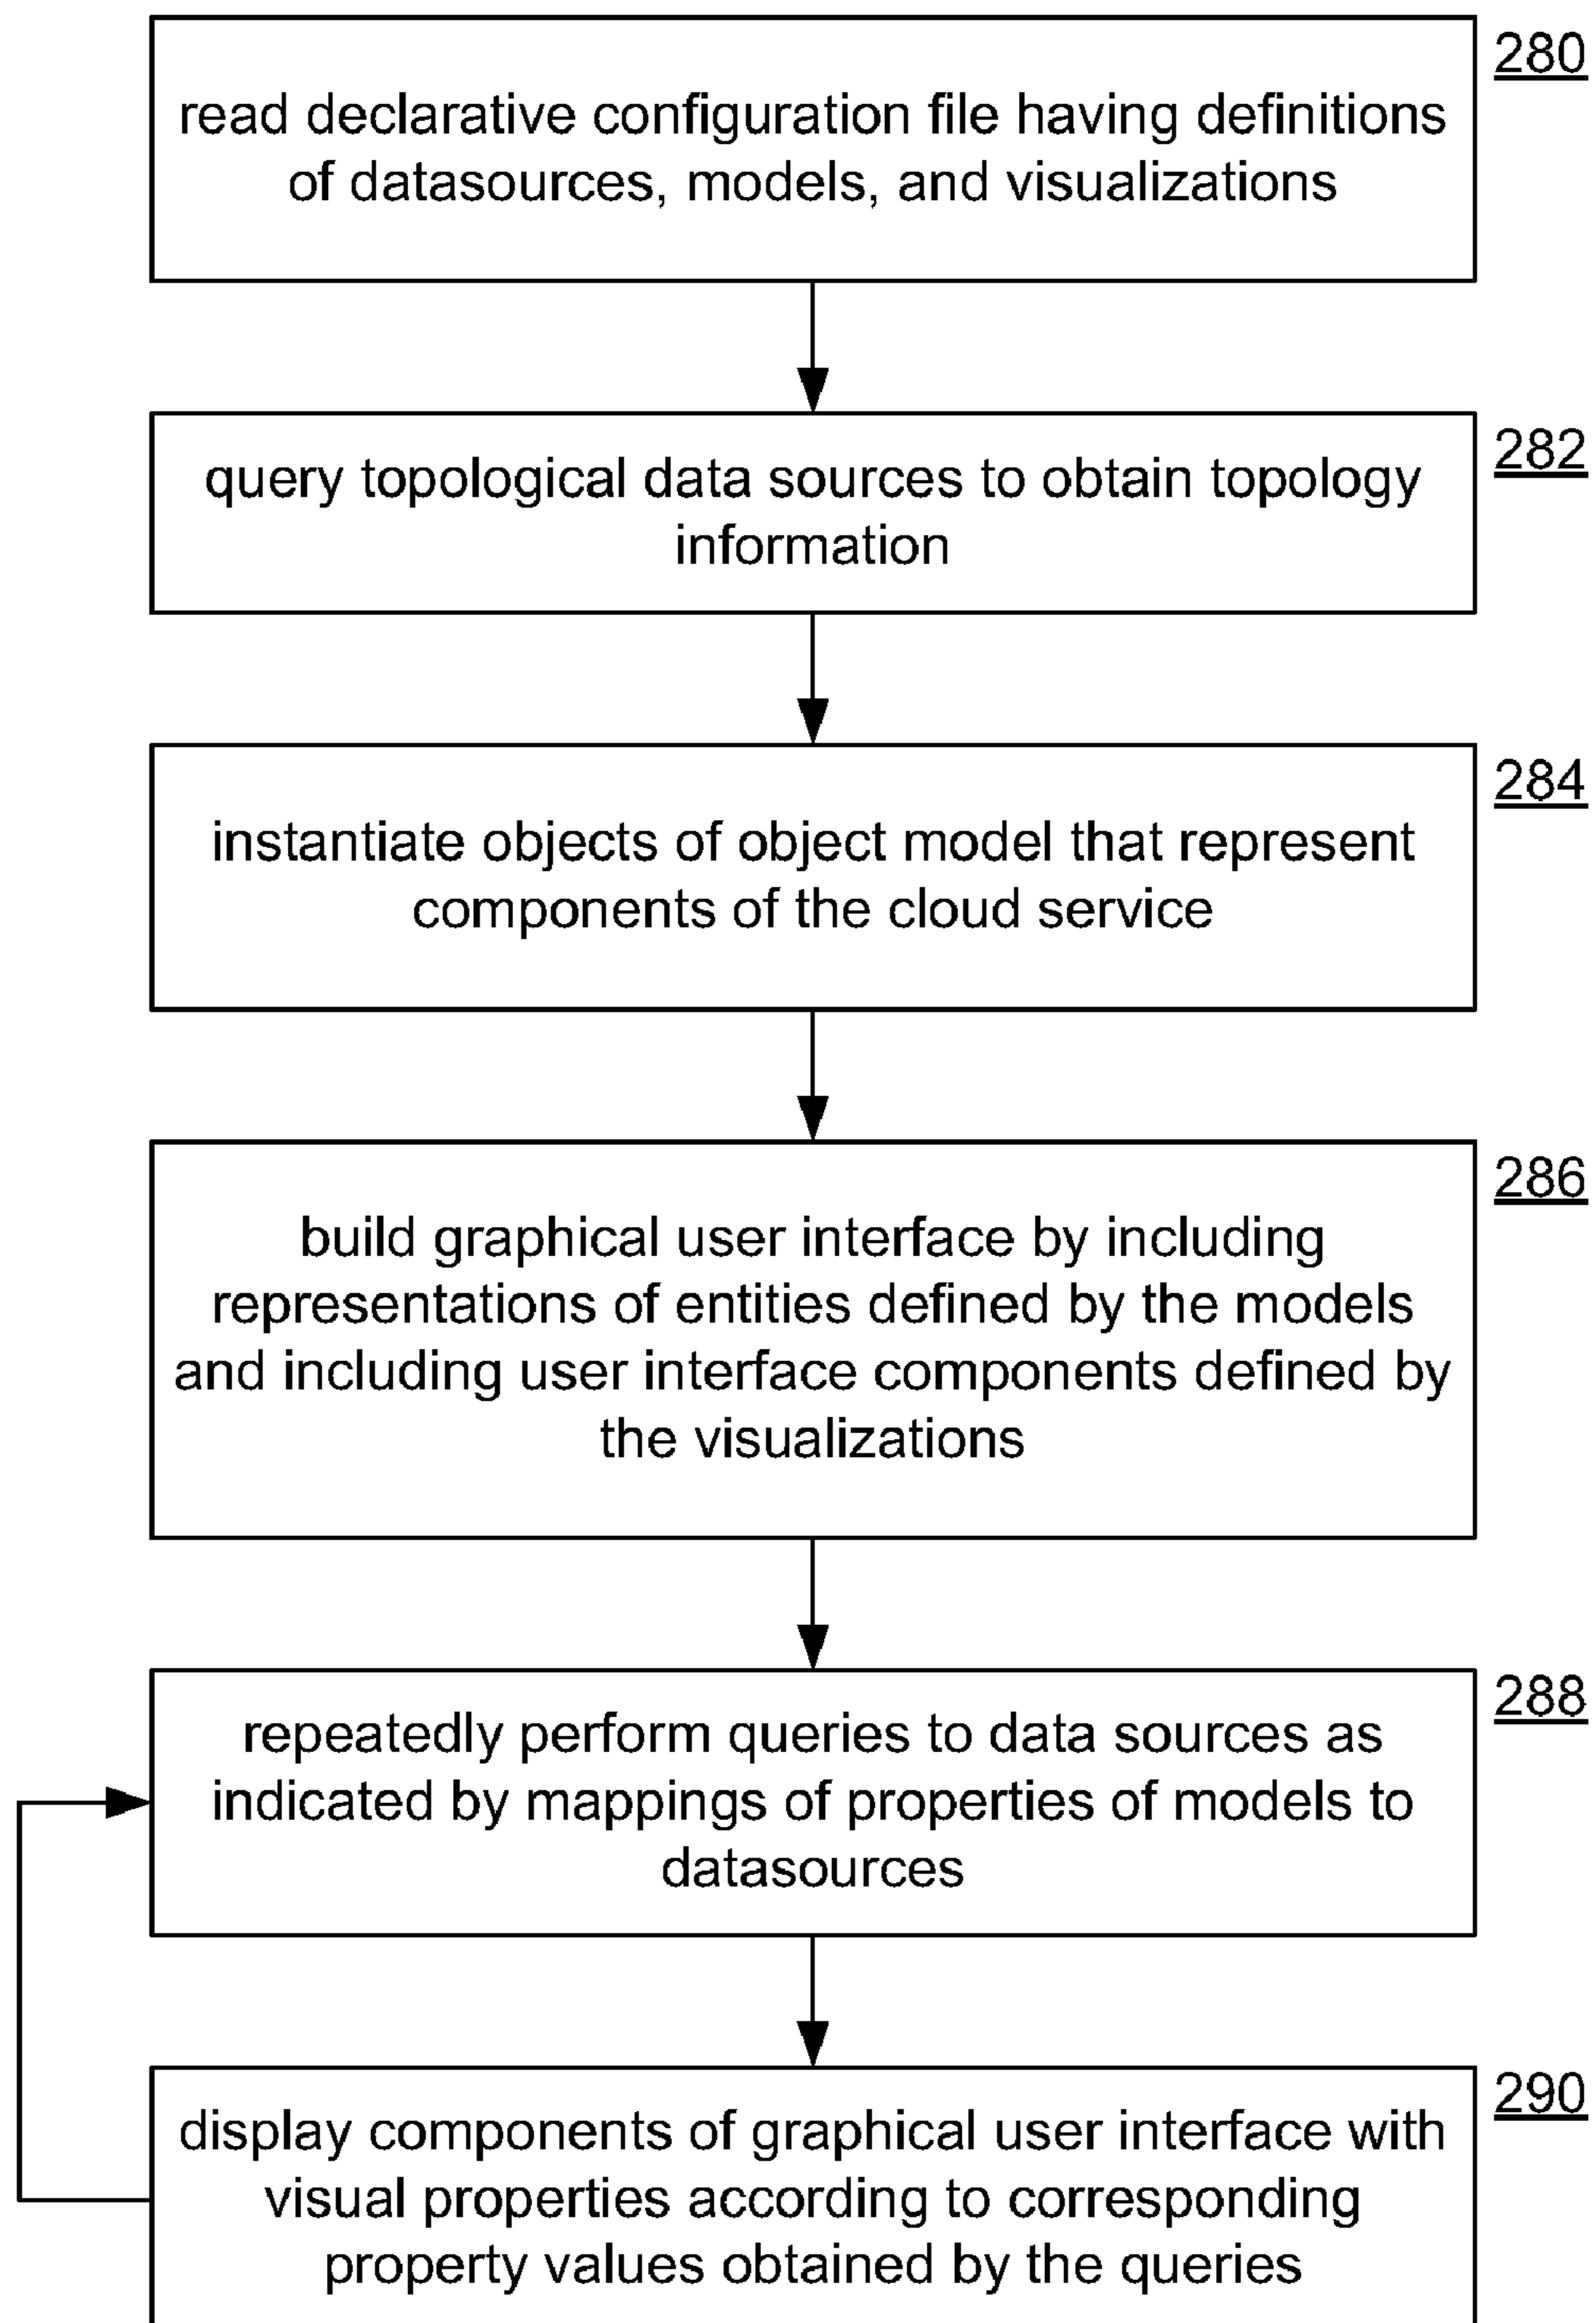 280
read declarative configuration file having definitions
of datasources, models, and visualizations
282
query topological data sources to obtain topology
information
284
instantiate objects of object model that represent
components of the cloud service
286
build graphical user interface by including
representations of entities defined by the models
and including user interface components defined by
the visualizations
288
repeatedly perform queries to data sources as
indicated by mappings of properties of models to
datasources
290
display components of graphical user interface with
visual properties according to corresponding
property values obtained by the queries